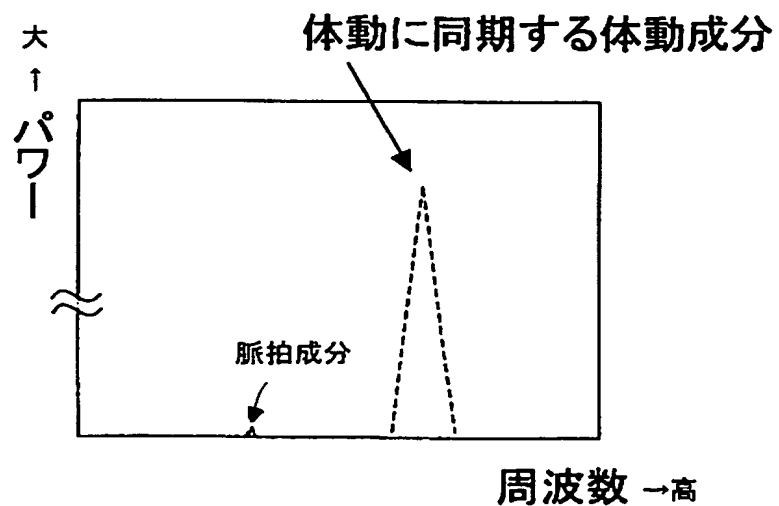 体動に同期する体動成分
大
↑
パワー
脈拍成分
周波数 →高